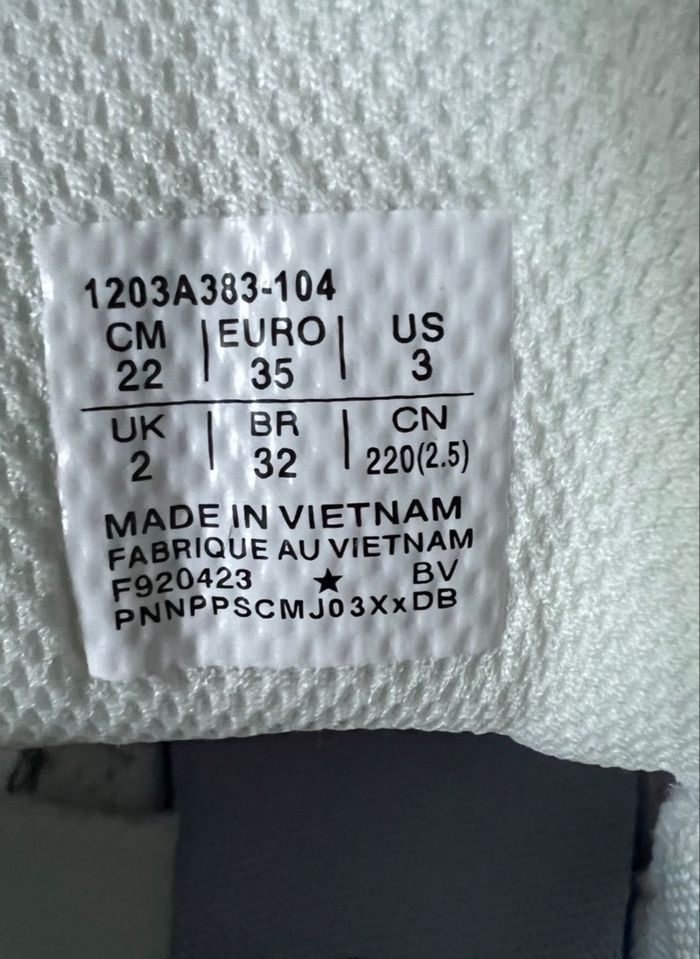 1203A383-104
CM | EURO | US
22 | 35 | 3
UK | BR | CN
2 | 32 | 220(2.5)
MADE IN VIETNAM
FABRIQUE AU VIETNAM
F920423 ★ BV
PNNPPSCMJ03XxDB